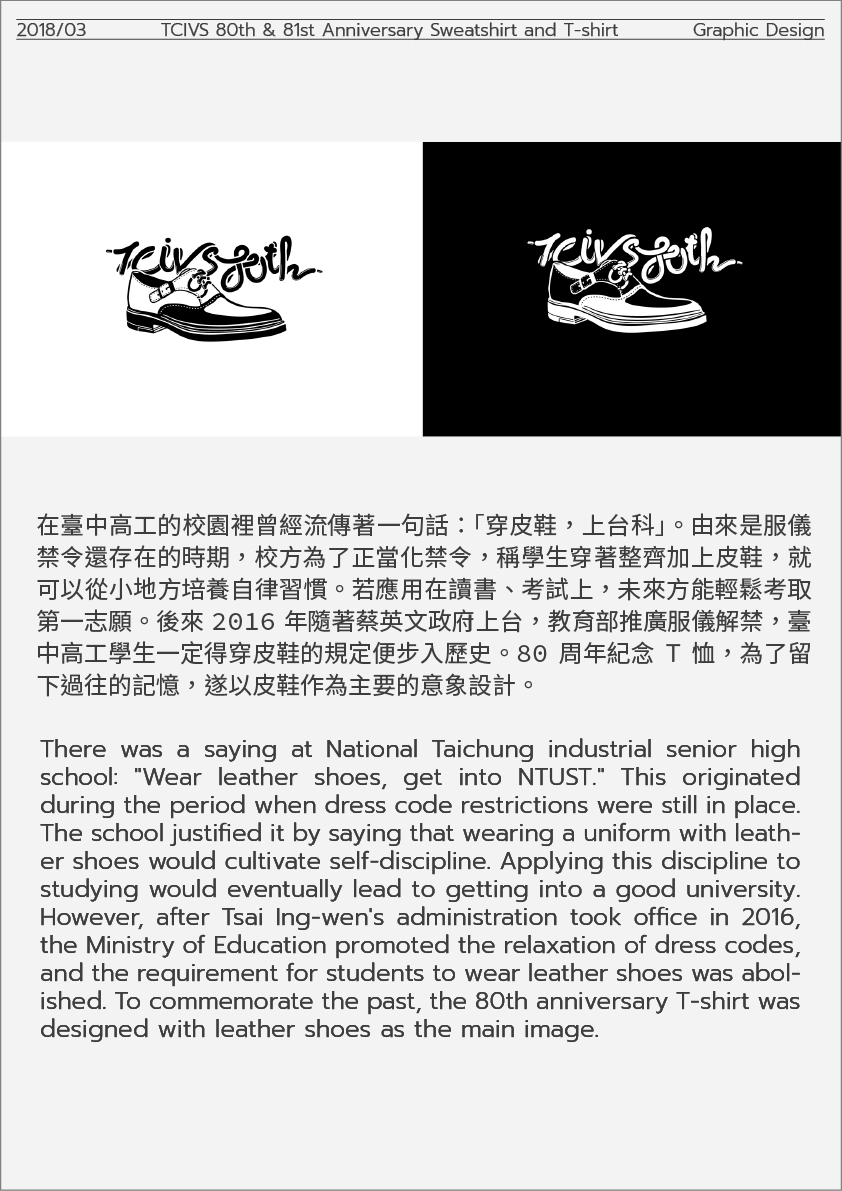 2018/03 TCIVS 80th & 81st Anniversary Sweatshirt and T-shirt Graphic Design
TCIVS 80th TCIVS 80th
在臺中高工的校園裡曾經流傳著一句話：「穿皮鞋，上台科」。由來是服儀
禁令還存在的時期，校方為了正當化禁令，稱學生穿著整齊加上皮鞋，就
可以從小地方培養自律習慣。若應用在讀書、考試上，未來方能輕鬆考取
第一志願。後來 2016 年隨著蔡英文政府上台，教育部推廣服儀解禁，臺
中高工學生一定得穿皮鞋的規定便步入歷史。80 周年紀念 T 恤，為了留
下過往的記憶，遂以皮鞋作為主要的意象設計。
There was a saying at National Taichung industrial senior high
school: "Wear leather shoes, get into NTUST." This originated
during the period when dress code restrictions were still in place.
The school justified it by saying that wearing a uniform with leath-
er shoes would cultivate self-discipline. Applying this discipline to
studying would eventually lead to getting into a good university.
However, after Tsai Ing-wen's administration took office in 2016,
the Ministry of Education promoted the relaxation of dress codes,
and the requirement for students to wear leather shoes was abol-
ished. To commemorate the past, the 80th anniversary T-shirt was
designed with leather shoes as the main image.